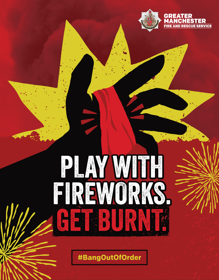 GREATER
MANCHESTER
FIRE AND RESCUE SERVICE
PLAY WITH
FIREWORKS.
GET BURNT.
#BangOutOfOrder